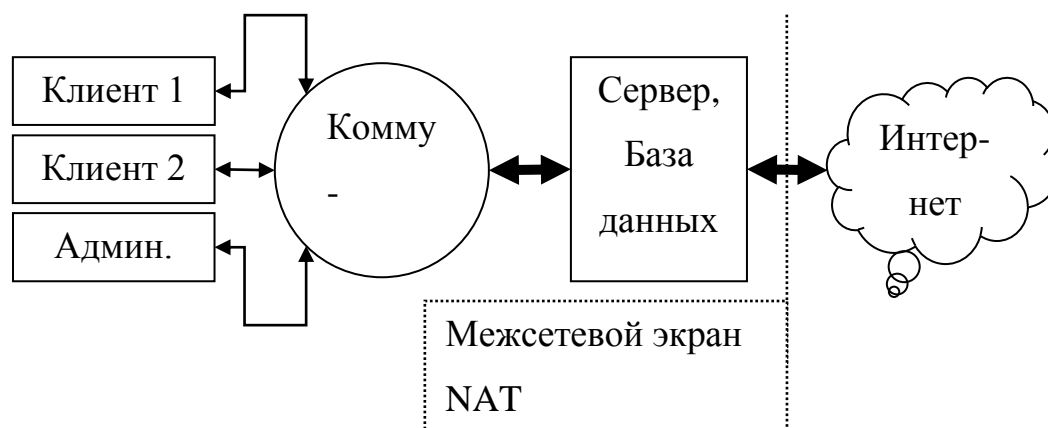 Клиент 1
Клиент 2
Админ.
Комму
-
Сервер,
База
данных
Интер-
нет
Межсетевой экран
NAT